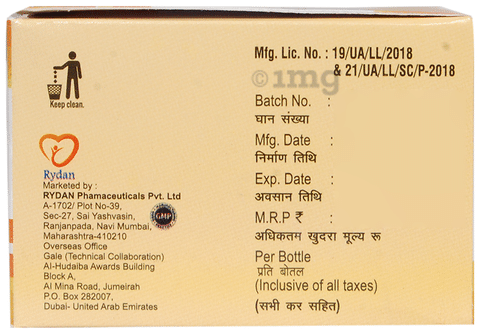 Keep clean.
Rydan
Marketed by :
RYDAN Phamaceuticals Pvt. Ltd
A-1702/ Plot No-39,
Sec-27, Sai Yashvasin,
Ranjanpada, Navi Mumbai,
Maharashtra-410210
Overseas Office
Gale (Technical Collaboration)
Al-Hudaiba Awards Building
Block A,
Al Mina Road, Jumeirah
P.O. Box 282007,
Dubai- United Arab Emirates
GMP
Mfg. Lic. No. : 19/UA/LL/2018
& 21/UA/LL/SC/P-2018
©1mg
Batch No. :
घान संख्या
Mfg. Date :
निर्माण तिथि
Exp. Date :
अवसान तिथि
M.R.P ₹ :
अधिकतम खुदरा मूल्य रू
Per Bottle
प्रति बोतल
(Inclusive of all taxes)
(सभी कर सहित)